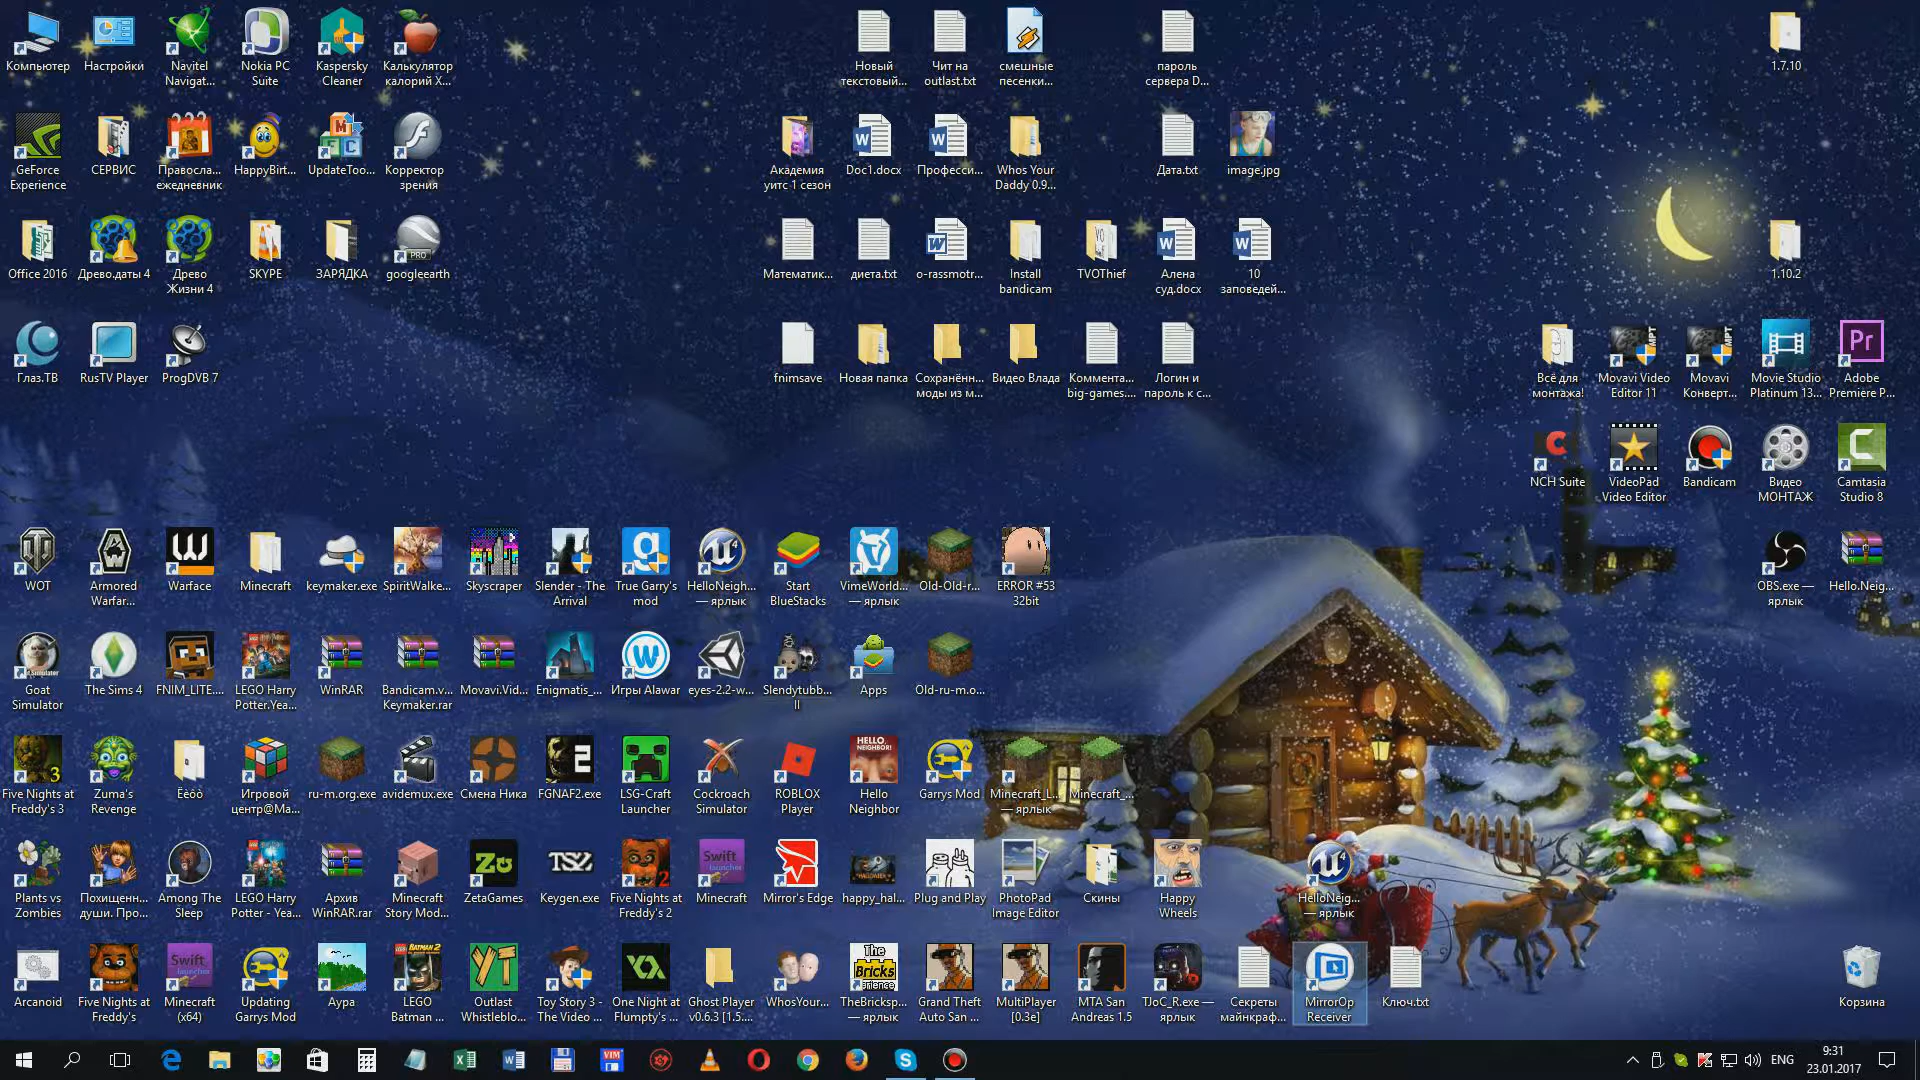 Компьютер
Настройки
Navitel
Navigat...
Nokia PC
Suite
Kaspersky
Cleaner
Калькулятор
калорий X...
Новый
текстовый...
Чит на
outlast.txt
смешные
песенки...
пароль
сервера D...
1.7.10
GeForce
Experience
СЕРВИС
Правосла...
ежедневник
HappyBirt...
UpdateToo...
Корректор
зрения
Академия
уитс 1 сезон
Doc1.docx
Професси...
Whos Your
Daddy 0.9...
Дата.txt
image.jpg
Office 2016
Древо.даты 4
Древо
Жизни 4
SKYPE
ЗАРЯДКА
PRO
googleearth
Математик...
диета.txt
o-rassmotr...
Install
bandicam
TVOThief
Алена
суд.docx
10
заповедей...
1.10.2
Глаз.ТВ
RusTV Player
ProgDVB 7
fnimsave
Новая папка
Сохранённ...
моды из м...
Видео Влада
Коммента...
big-games....
Логин и
пароль к с...
Всё для
монтажа!
Movavi Video
Editor 11
Movavi
Конверт...
Movie Studio
Platinum 13...
Pr
Adobe
Premiere P...
NCH Suite
VideoPad
Video Editor
Bandicam
Видео
МОНТАЖ
Camtasia
Studio 8
WOT
Armored
Warfar...
Warface
Minecraft
keymaker.exe
SpiritWalke...
Skyscraper
Slender - The
Arrival
True Garry's
mod
HelloNeigh...
— ярлык
Start
BlueStacks
VimeWorld...
— ярлык
Old-Old-r...
ERROR #53
32bit
OBS.exe —
ярлык
Hello.Neig...
Goat
Simulator
The Sims 4
FNIM_LITE....
LEGO Harry
Potter.Yea...
WinRAR
Bandicam.v...
Keymaker.rar
Movavi.Vid...
Enigmatis_...
Игры Alawar
eyes-2.2-w...
Slendytubb...
II
Apps
Old-ru-m.o...
Five Nights at
Freddy's 3
Zuma's
Revenge
Ёёôò
Игровой
центр@Ma...
ru-m.org.exe
avidemux.exe
Смена Ника
FGNAF2.exe
LSG-Craft
Launcher
Cockroach
Simulator
ROBLOX
Player
HELLO,
NEIGHBOR!
Hello
Neighbor
Garrys Mod
Minecraft_L...
— ярлык
Minecraft_...
Plants vs
Zombies
Похищенн...
души. Про...
Among The
Sleep
LEGO Harry
Potter - Yea...
Архив
WinRAR.rar
Minecraft
Story Mod...
ZetaGames
Keygen.exe
Five Nights at
Freddy's 2
Swift
launcher
Minecraft
Mirror's Edge
happy_hal...
Plug and Play
PhotoPad
Image Editor
Скины
Happy
Wheels
HelloNeig...
— ярлык
Arcanoid
Five Nights at
Freddy's
Swift
launcher
Minecraft
(x64)
Updating
Garrys Mod
Аура
LEGO
Batman ...
Outlast
Whistleblo...
Toy Story 3 -
The Video ...
One Night at
Flumpty's ...
Ghost Player
v0.6.3 [1.5....
WhosYour...
The
Bricks
TheBricksp...
— ярлык
Grand Theft
Auto San ...
MultiPlayer
[0.3e]
MTA San
Andreas 1.5
TJoC_R.exe —
ярлык
Секреты
майнкраф...
MirrorOp
Receiver
Ключ.txt
Корзина
VIM
ENG
9:31
23.01.2017